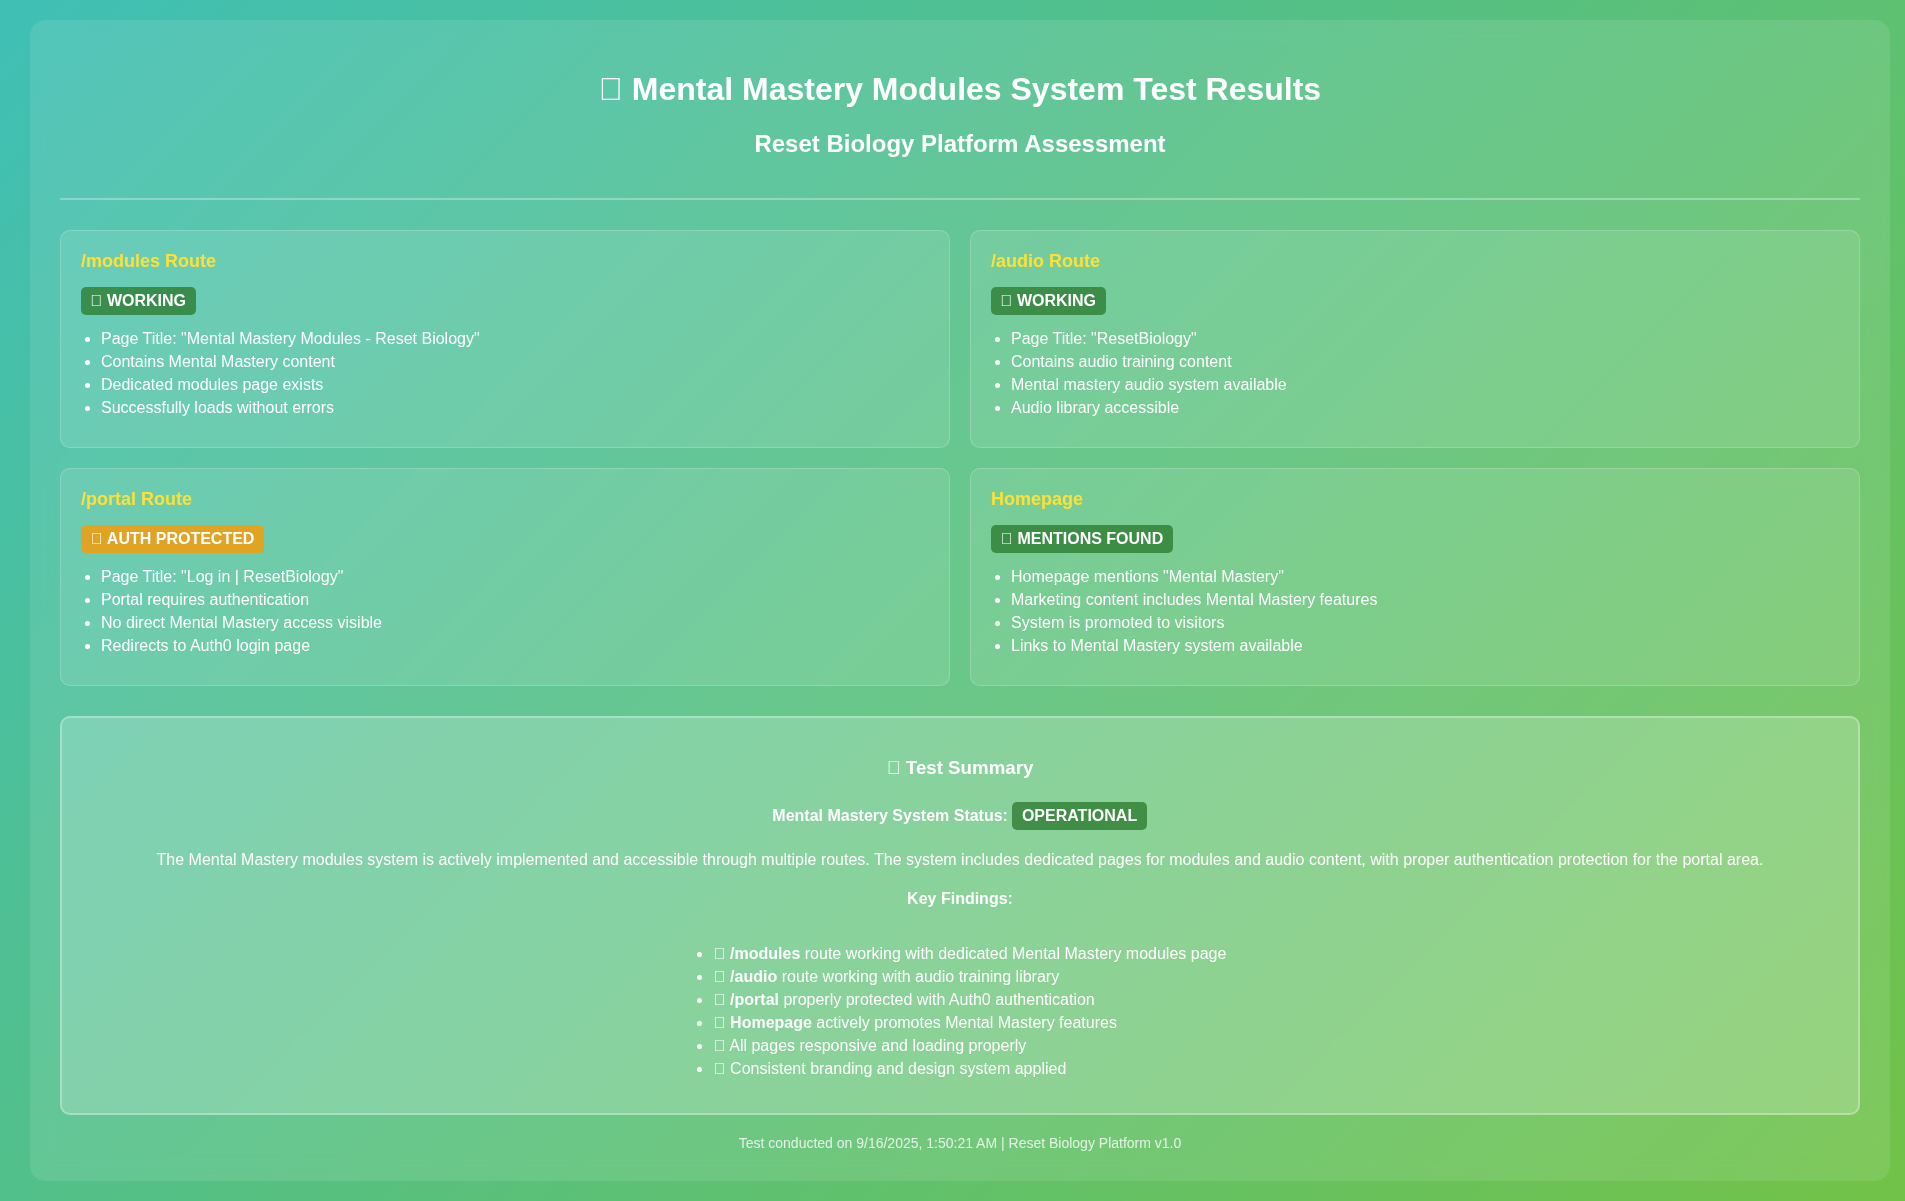 Mental Mastery Modules System Test Results
Reset Biology Platform Assessment
/modules Route
WORKING
Page Title: "Mental Mastery Modules - Reset Biology"
Contains Mental Mastery content
Dedicated modules page exists
Successfully loads without errors
/audio Route
WORKING
Page Title: "ResetBiology"
Contains audio training content
Mental mastery audio system available
Audio library accessible
/portal Route
AUTH PROTECTED
Page Title: "Log in | ResetBiology"
Portal requires authentication
No direct Mental Mastery access visible
Redirects to Auth0 login page
Homepage
MENTIONS FOUND
Homepage mentions "Mental Mastery"
Marketing content includes Mental Mastery features
System is promoted to visitors
Links to Mental Mastery system available
Test Summary
Mental Mastery System Status: OPERATIONAL
The Mental Mastery modules system is actively implemented and accessible through multiple routes. The system includes dedicated pages for modules and audio content, with proper authentication protection for the portal area.
Key Findings:
/modules route working with dedicated Mental Mastery modules page
/audio route working with audio training library
/portal properly protected with Auth0 authentication
Homepage actively promotes Mental Mastery features
All pages responsive and loading properly
Consistent branding and design system applied
Test conducted on 9/16/2025, 1:50:21 AM | Reset Biology Platform v1.0